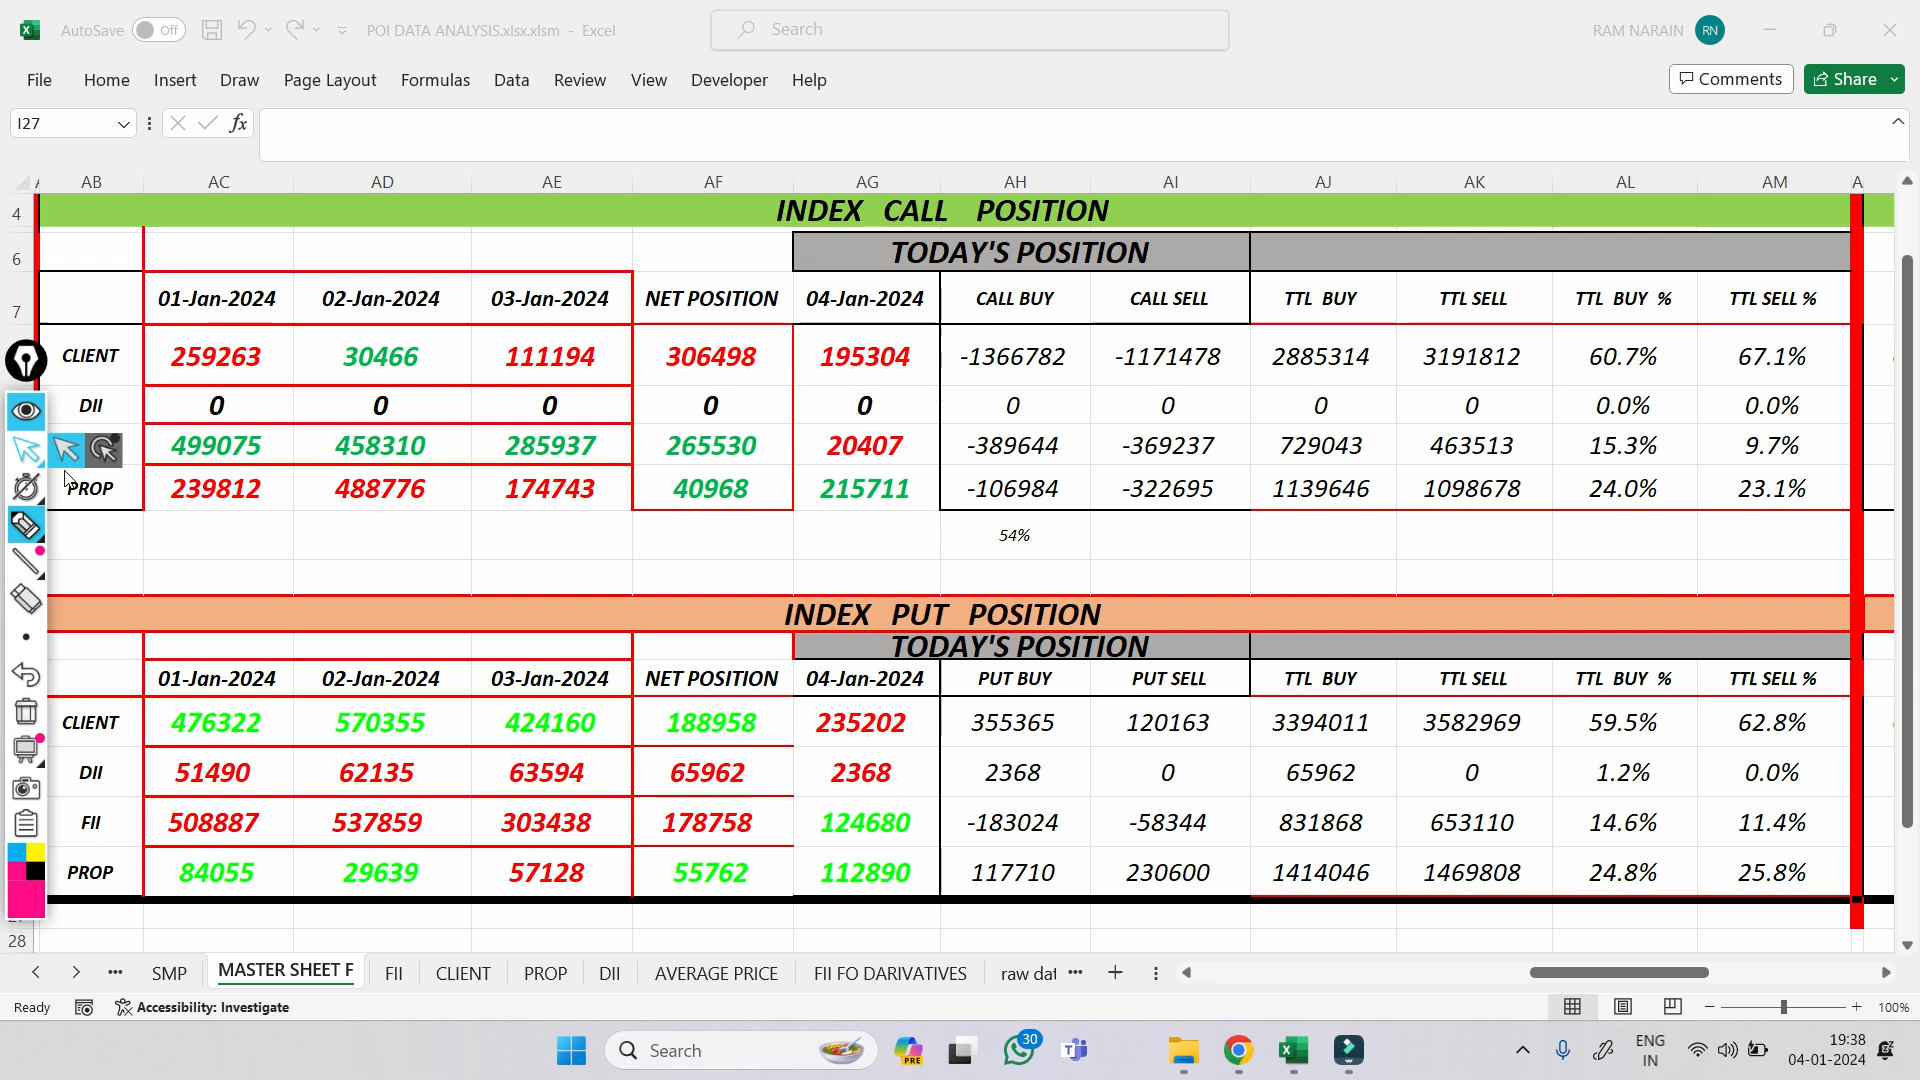 AutoSave Off POI DATA ANALYSIS.xlsx.xlsm - Excel Search RAM NARAIN RN
File Home Insert Draw Page Layout Formulas Data Review View Developer Help Comments Share
I27 fx
AB AC AD AE AF AG AH AI AJ AK AL AM A
4 INDEX CALL POSITION
6 TODAY'S POSITION
7 01-Jan-2024 02-Jan-2024 03-Jan-2024 NET POSITION 04-Jan-2024 CALL BUY CALL SELL TTL BUY TTL SELL TTL BUY % TTL SELL %
CLIENT 259263 30466 111194 306498 195304 -1366782 -1171478 2885314 3191812 60.7% 67.1%
DII 0 0 0 0 0 0 0 0 0 0.0% 0.0%
499075 458310 285937 265530 20407 -389644 -369237 729043 463513 15.3% 9.7%
PROP 239812 488776 174743 40968 215711 -106984 -322695 1139646 1098678 24.0% 23.1%
54%
INDEX PUT POSITION
TODAY'S POSITION
01-Jan-2024 02-Jan-2024 03-Jan-2024 NET POSITION 04-Jan-2024 PUT BUY PUT SELL TTL BUY TTL SELL TTL BUY % TTL SELL %
CLIENT 476322 570355 424160 188958 235202 355365 120163 3394011 3582969 59.5% 62.8%
DII 51490 62135 63594 65962 2368 2368 0 65962 0 1.2% 0.0%
FII 508887 537859 303438 178758 124680 -183024 -58344 831868 653110 14.6% 11.4%
PROP 84055 29639 57128 55762 112890 117710 230600 1414046 1469808 24.8% 25.8%
28
SMP MASTER SHEET F FII CLIENT PROP DII AVERAGE PRICE FII FO DARIVATIVES raw dat
Ready Accessibility: Investigate 100%
Search PRE 30 ENG 19:38
IN 04-01-2024